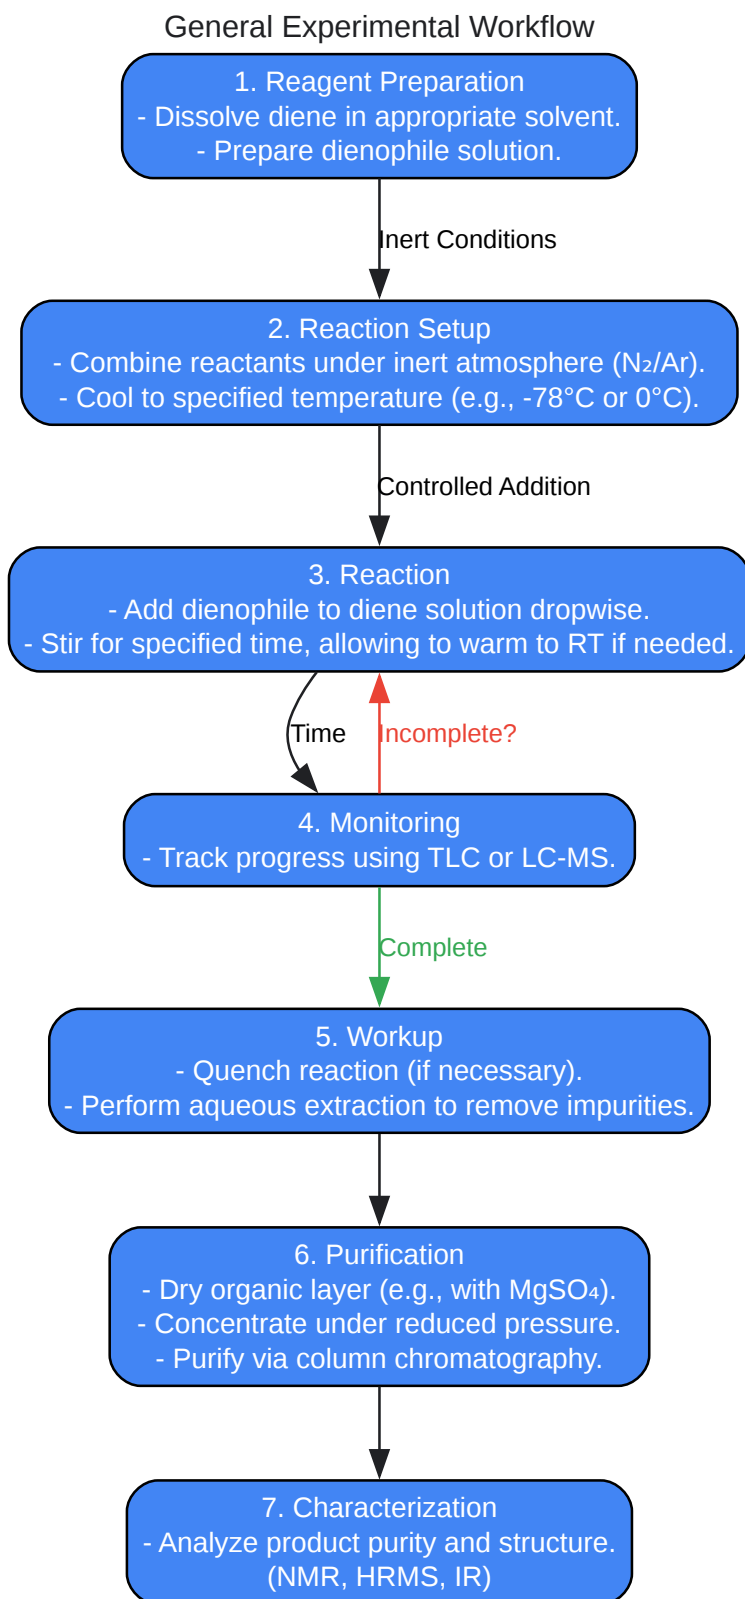 General Experimental Workflow
1. Reagent Preparation
- Dissolve diene in appropriate solvent.
- Prepare dienophile solution.
Inert Conditions
2. Reaction Setup
- Combine reactants under inert atmosphere (N₂/Ar).
- Cool to specified temperature (e.g., -78°C or 0°C).
Controlled Addition
3. Reaction
- Add dienophile to diene solution dropwise.
- Stir for specified time, allowing to warm to RT if needed.
Time
Incomplete?
4. Monitoring
- Track progress using TLC or LC-MS.
Complete
5. Workup
- Quench reaction (if necessary).
- Perform aqueous extraction to remove impurities.
6. Purification
- Dry organic layer (e.g., with MgSO₄).
- Concentrate under reduced pressure.
- Purify via column chromatography.
7. Characterization
- Analyze product purity and structure.
(NMR, HRMS, IR)